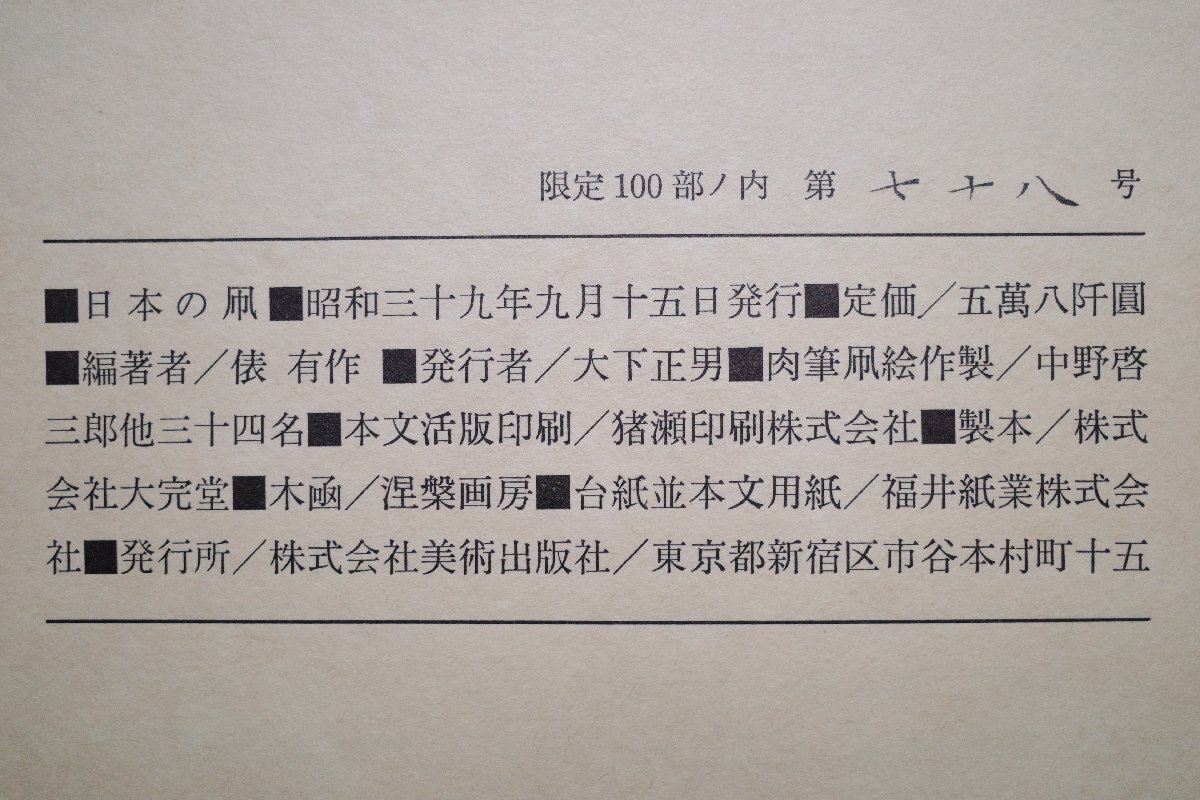 限定100部ノ内 第 七十八 号
■日本の凧■昭和三十九年九月十五日発行■定価／五萬八阡圓
■編著者／俵 有作 ■発行者／大下正男■肉筆凧絵作製／中野啓
三郎他三十四名■本文活版印刷／猪瀬印刷株式会社■製本／株式
会社大完堂■木凾／涅槃画房■台紙並本文用紙／福井紙業株式会
社■発行所／株式会社美術出版社／東京都新宿区市谷本村町十五